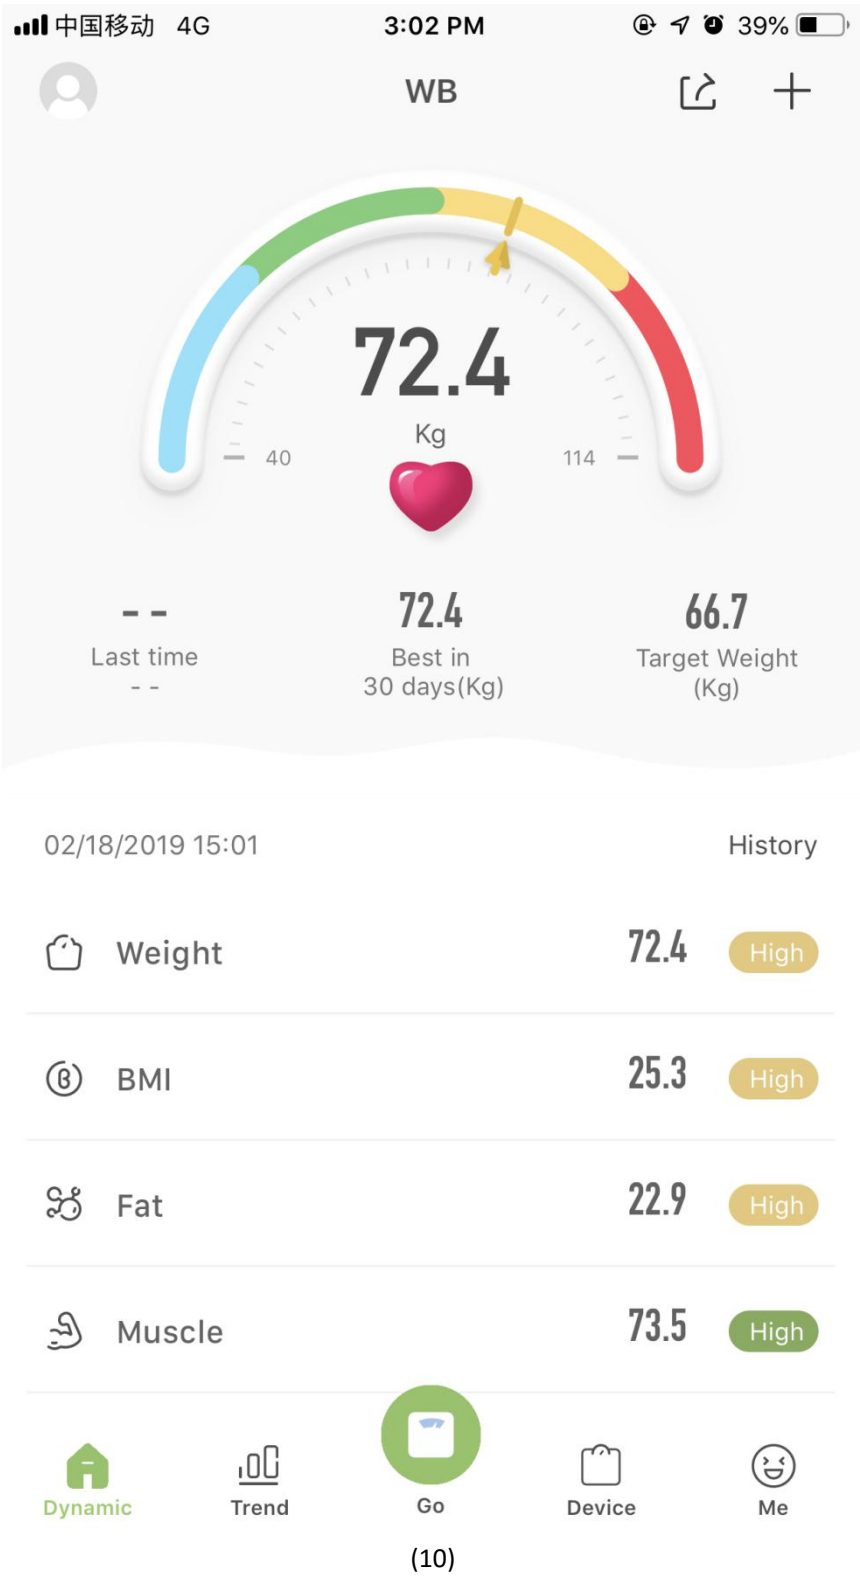 中国移动 4G 3:02 PM 39%
WB
72.4
Kg
40 114
-- 72.4 66.7
Last time Best in Target Weight
-- 30 days(Kg) (Kg)
02/18/2019 15:01 History
Weight 72.4 High
BMI 25.3 High
Fat 22.9 High
Muscle 73.5 High
Dynamic Trend Go Device Me
(10)